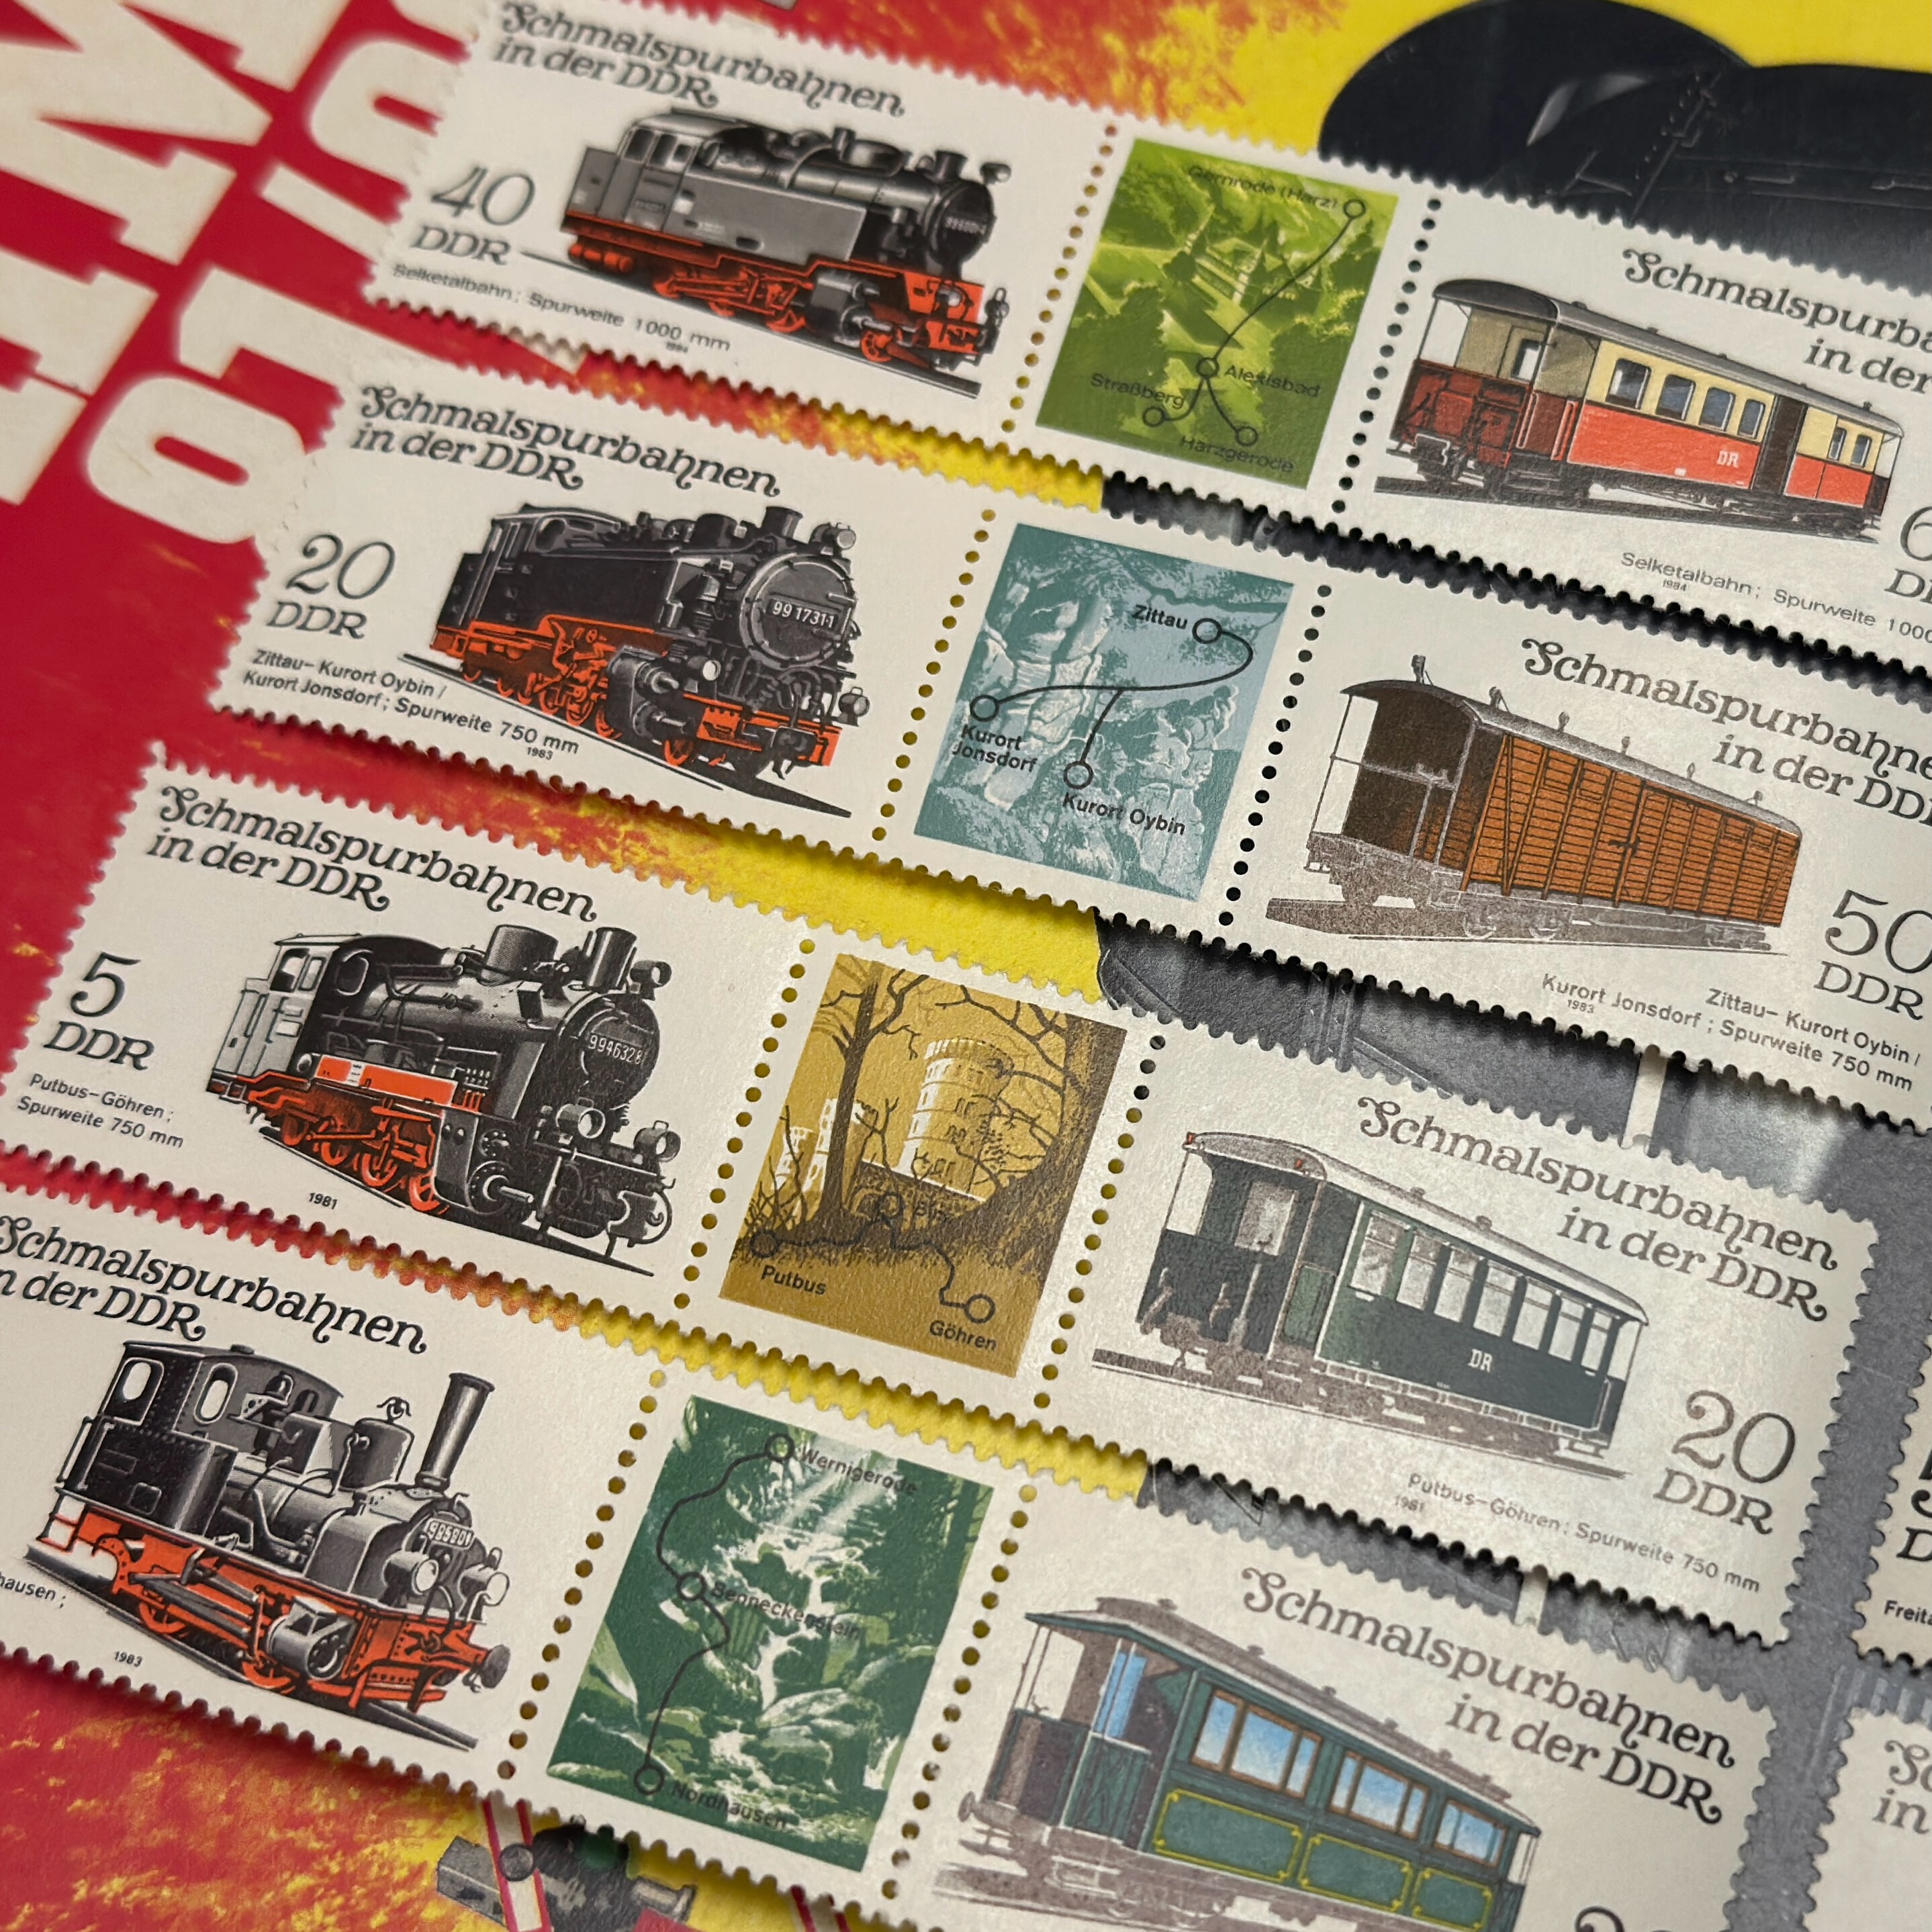 Schmalspurbahnen
in der DDR
40
DDR
Selketalbahn; Spurweite 1000 mm
1984
Gernrode (Harz)
Alexisbad
Straßberg
Harzgerode
in der
DR
Selketalbahn; Spurweite 1000
1984
Schmalspurbahnen
in der DDR
20
DDR
99 1731-1
Zittau– Kurort Oybin /
Kurort Jonsdorf; Spurweite 750 mm
1983
Zittau
Kurort
Jonsdorf
Kurort Oybin
in der
50
DDR
Zittau– Kurort Oybin /
Kurort Jonsdorf; Spurweite 750 mm
1983
Schmalspurbahnen
in der DDR
5
DDR
Putbus–Göhren;
Spurweite 750 mm
1981
Putbus
Göhren
Schmalspurbahnen
in der DDR
DR
20
DDR
Putbus–Göhren; Spurweite 750 mm
1981
Schmalspurbahnen
der DDR
1983
Wernigerode
Benneckenstein
Nordhausen
Schmalspurbahnen
in der DDR
in